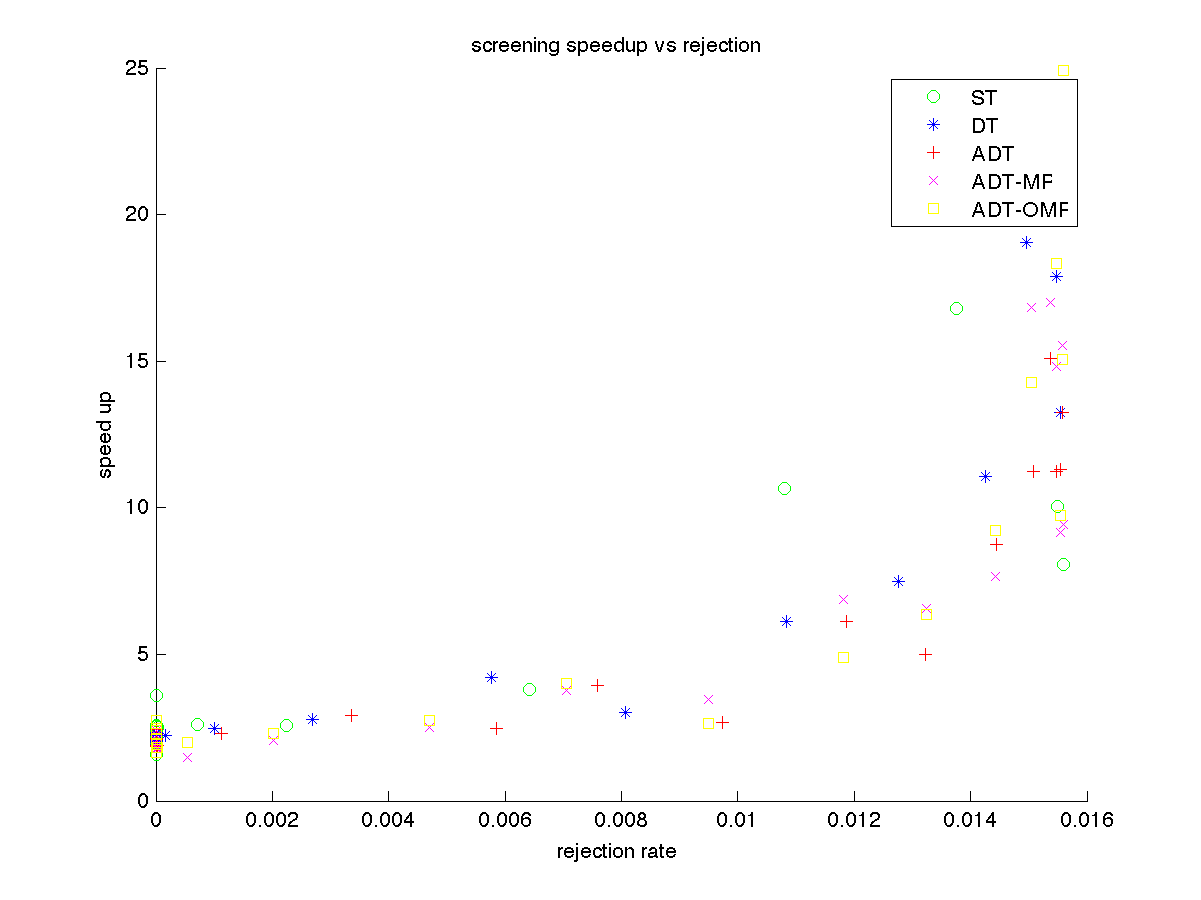 screening speedup vs rejection
25
20
15
10
5
0
speed up
ST
DT
ADT
ADT-MF
ADT-OMF
0 0.002 0.004 0.006 0.008 0.01 0.012 0.014 0.016
rejection rate